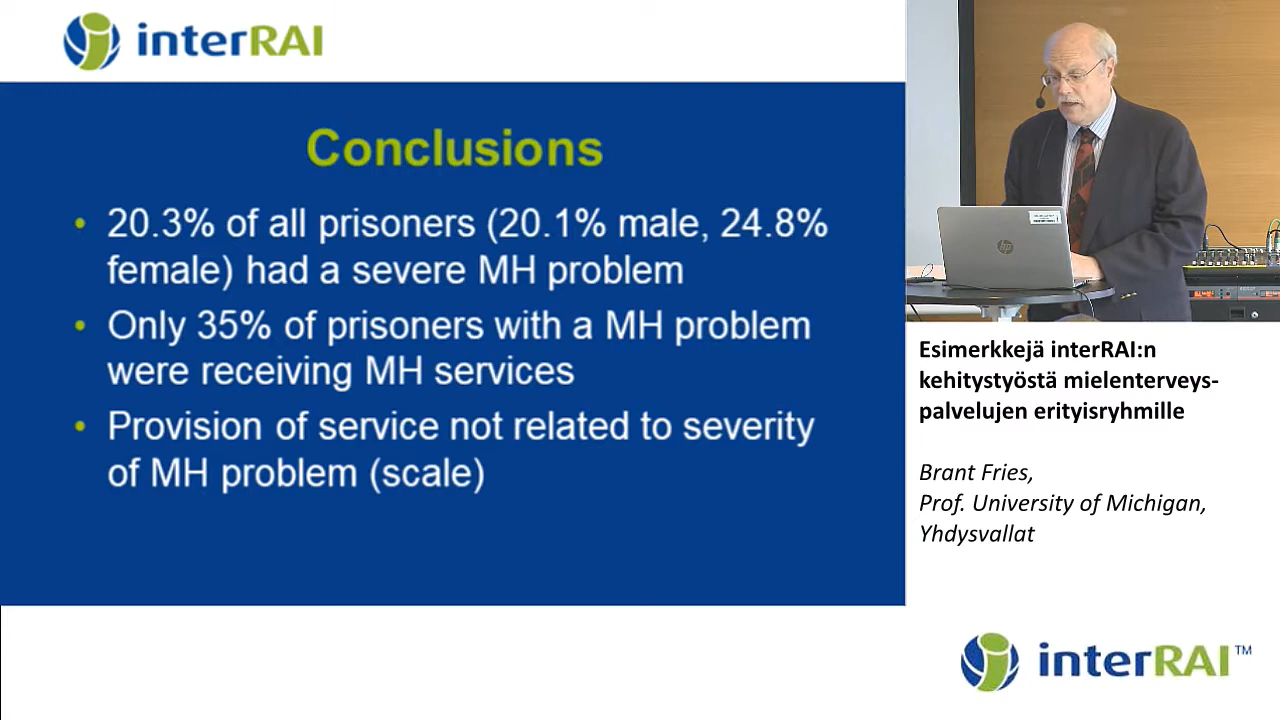 interRAI
Conclusions
• 20.3% of all prisoners (20.1% male, 24.8%
female) had a severe MH problem
• Only 35% of prisoners with a MH problem
were receiving MH services
• Provision of service not related to severity
of MH problem (scale)
hp
Esimerkkejä interRAI:n
kehitystyöstä mielenterveys-
palvelujen erityisryhmille
Brant Fries,
Prof. University of Michigan,
Yhdysvallat
interRAI™